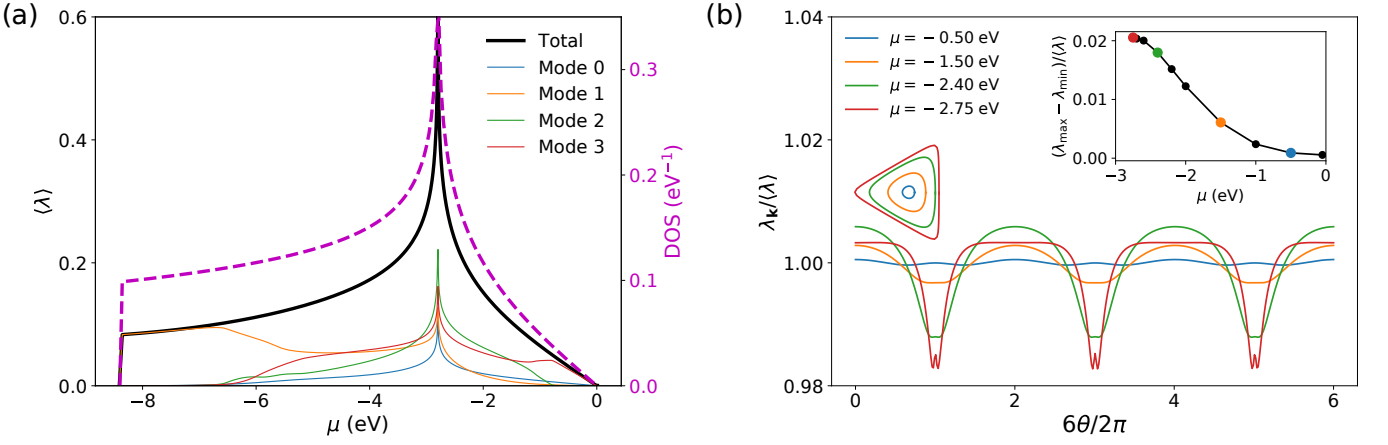 (a)
0.6
0.4
0.2
0.0
⟨λ⟩
Total
Mode 0
Mode 1
Mode 2
Mode 3
0.3
0.2
0.1
0.0
DOS (eV⁻¹)
−8
−6
−4
−2
0
μ (eV)
(b)
1.04
1.02
1.00
0.98
λ𝐤/⟨λ⟩
μ = − 0.50 eV
μ = − 1.50 eV
μ = − 2.40 eV
μ = − 2.75 eV
0.02
0.01
0.00
(λmax − λmin)/⟨λ⟩
−3
−2
−1
0
μ (eV)
0
2
4
6
6θ/2π